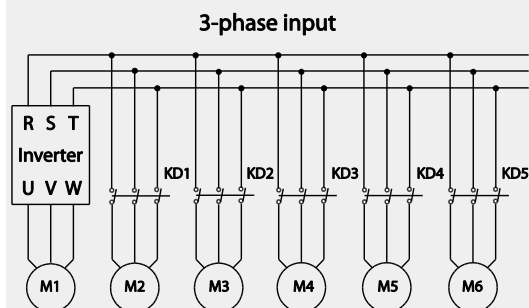 3-phase input
R S T
Inverter
U V W
KD1 KD2 KD3 KD4 KD5
M1 M2 M3 M4 M5 M6